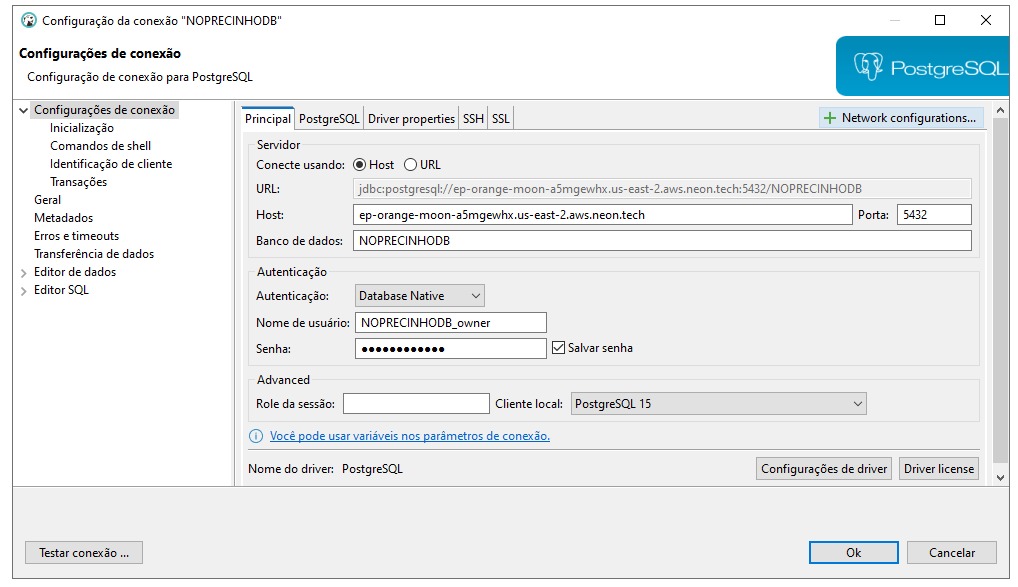 Configuração da conexão "NOPRECINHODB"
Configurações de conexão
Configuração de conexão para PostgreSQL
PostgreSQL
Configurações de conexão
Inicialização
Comandos de shell
Identificação de cliente
Transações
Geral
Metadados
Erros e timeouts
Transferência de dados
Editor de dados
Editor SQL
Principal PostgreSQL Driver properties SSH SSL
Network configurations...
Servidor
Conecte usando: Host URL
URL: jdbc:postgresql://ep-orange-moon-a5mgewhx.us-east-2.aws.neon.tech:5432/NOPRECINHODB
Host: ep-orange-moon-a5mgewhx.us-east-2.aws.neon.tech Porta: 5432
Banco de dados: NOPRECINHODB
Autenticação
Autenticação: Database Native
Nome de usuário: NOPRECINHODB_owner
Senha: ●●●●●●●●●●●● Salvar senha
Advanced
Role da sessão: Cliente local: PostgreSQL 15
Você pode usar variáveis nos parâmetros de conexão.
Nome do driver: PostgreSQL Configurações de driver Driver license
Testar conexão ... Ok Cancelar